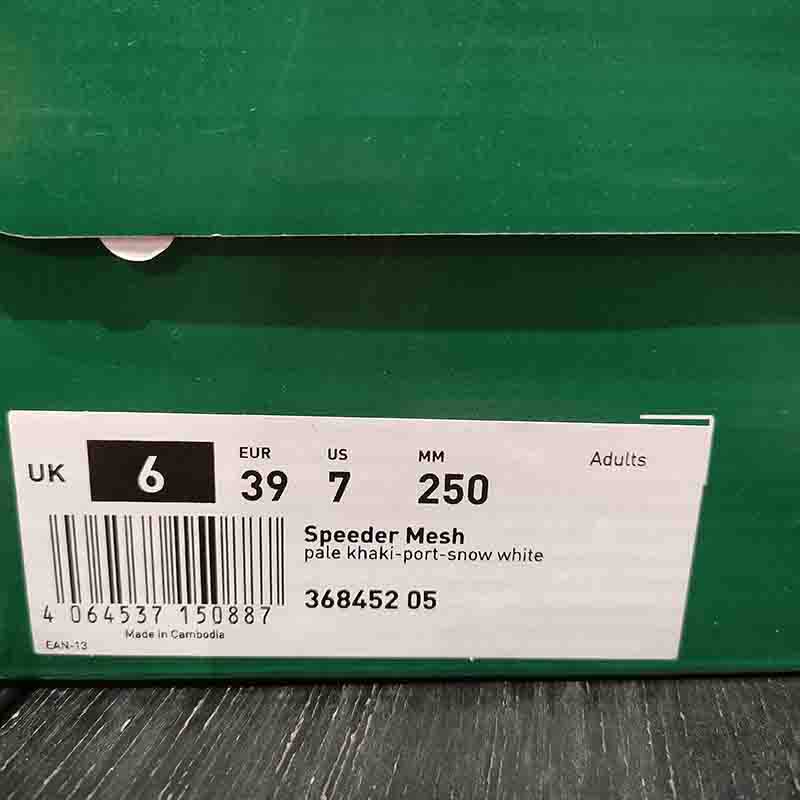 UK 6 EUR 39 US 7 MM 250 Adults
Speeder Mesh
pale khaki-port-snow white
368452 05
4 064537 150887
Made in Cambodia
EAN-13